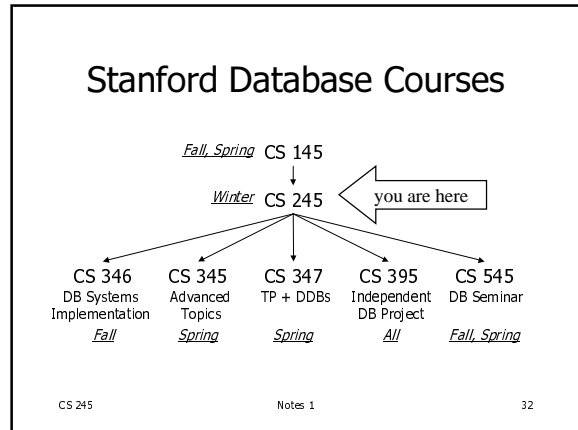 Stanford Database Courses
Fall, Spring CS 145
Winter CS 245 you are here
CS 346 CS 345 CS 347 CS 395 CS 545
DB Systems Advanced TP + DDBs Independent DB Seminar
Implementation Topics DB Project
Fall Spring Spring All Fall, Spring
CS 245 Notes 1 32